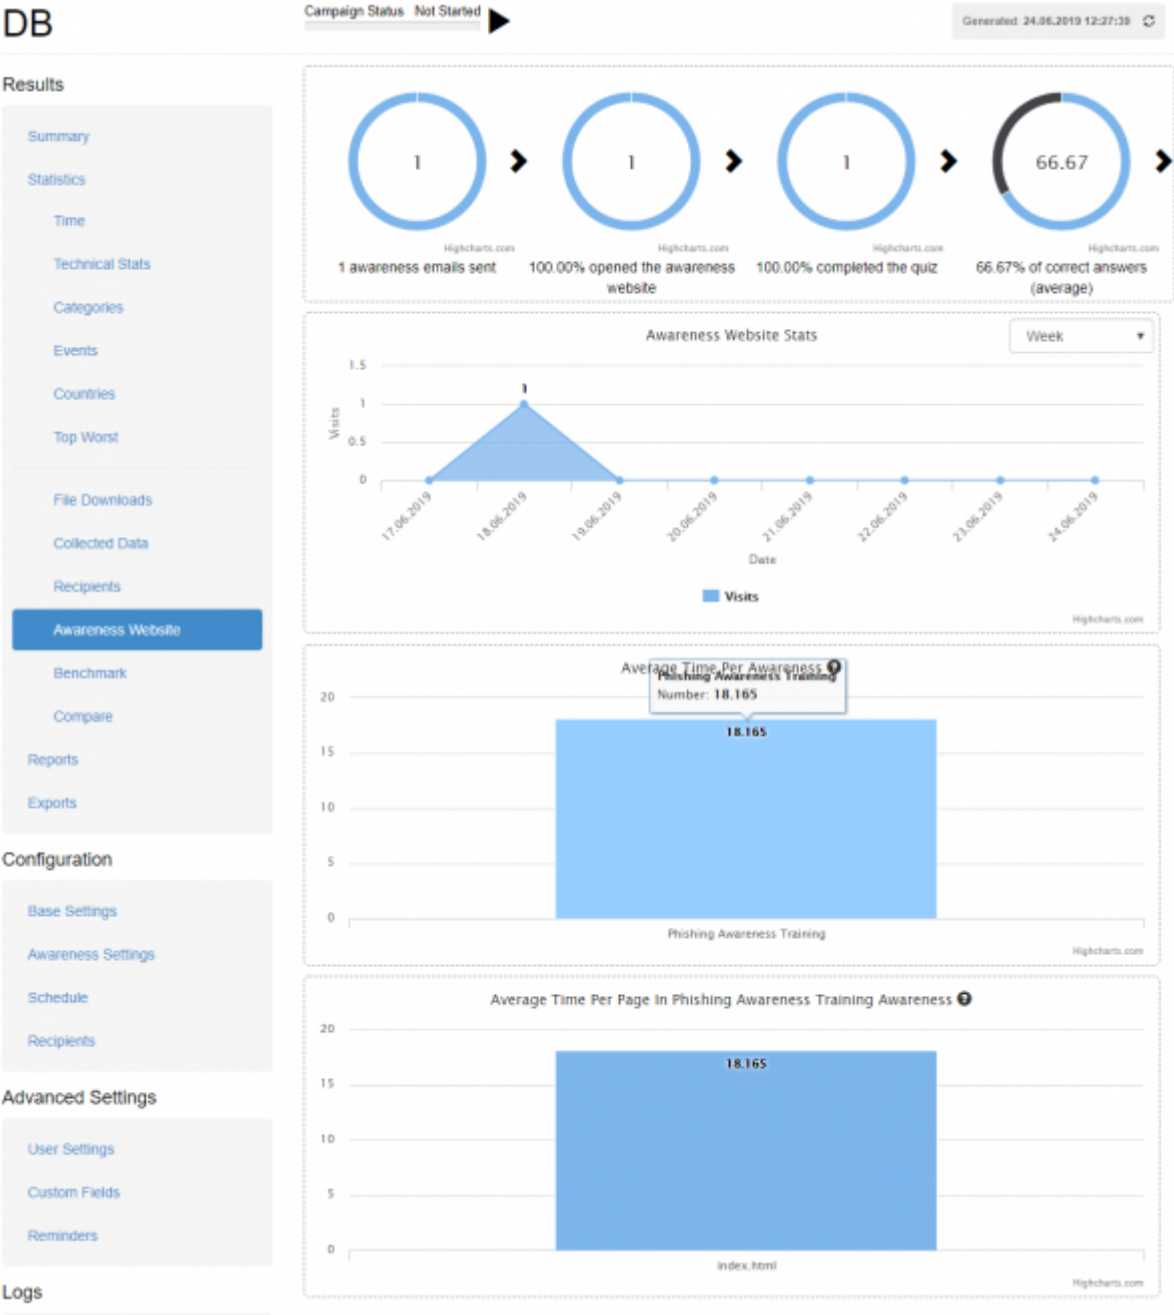 DB
Campaign Status Not Started
Generated: 24.06.2019 12:27:39
Results
Summary
Statistics
Time
Technical Stats
Categories
Events
Countries
Top Worst
File Downloads
Collected Data
Recipients
Awareness Website
Benchmark
Compare
Reports
Exports
Configuration
Base Settings
Awareness Settings
Schedule
Recipients
Advanced Settings
User Settings
Custom Fields
Reminders
Logs
1
1
1
66.67
Highcharts.com
Highcharts.com
Highcharts.com
Highcharts.com
1 awareness emails sent
100.00% opened the awareness
website
100.00% completed the quiz
66.67% of correct answers
(average)
Awareness Website Stats
Week
1.5
1
0.5
0
Visits
1
17.06.2019
18.06.2019
19.06.2019
20.06.2019
21.06.2019
22.06.2019
23.06.2019
24.06.2019
Date
Visits
Highcharts.com
Average Time Per Awareness ?
Phishing Awareness Training
Number: 18.165
18.165
20
15
10
5
0
Phishing Awareness Training
Highcharts.com
Average Time Per Page In Phishing Awareness Training Awareness ?
20
15
10
5
0
18.165
index.html
Highcharts.com